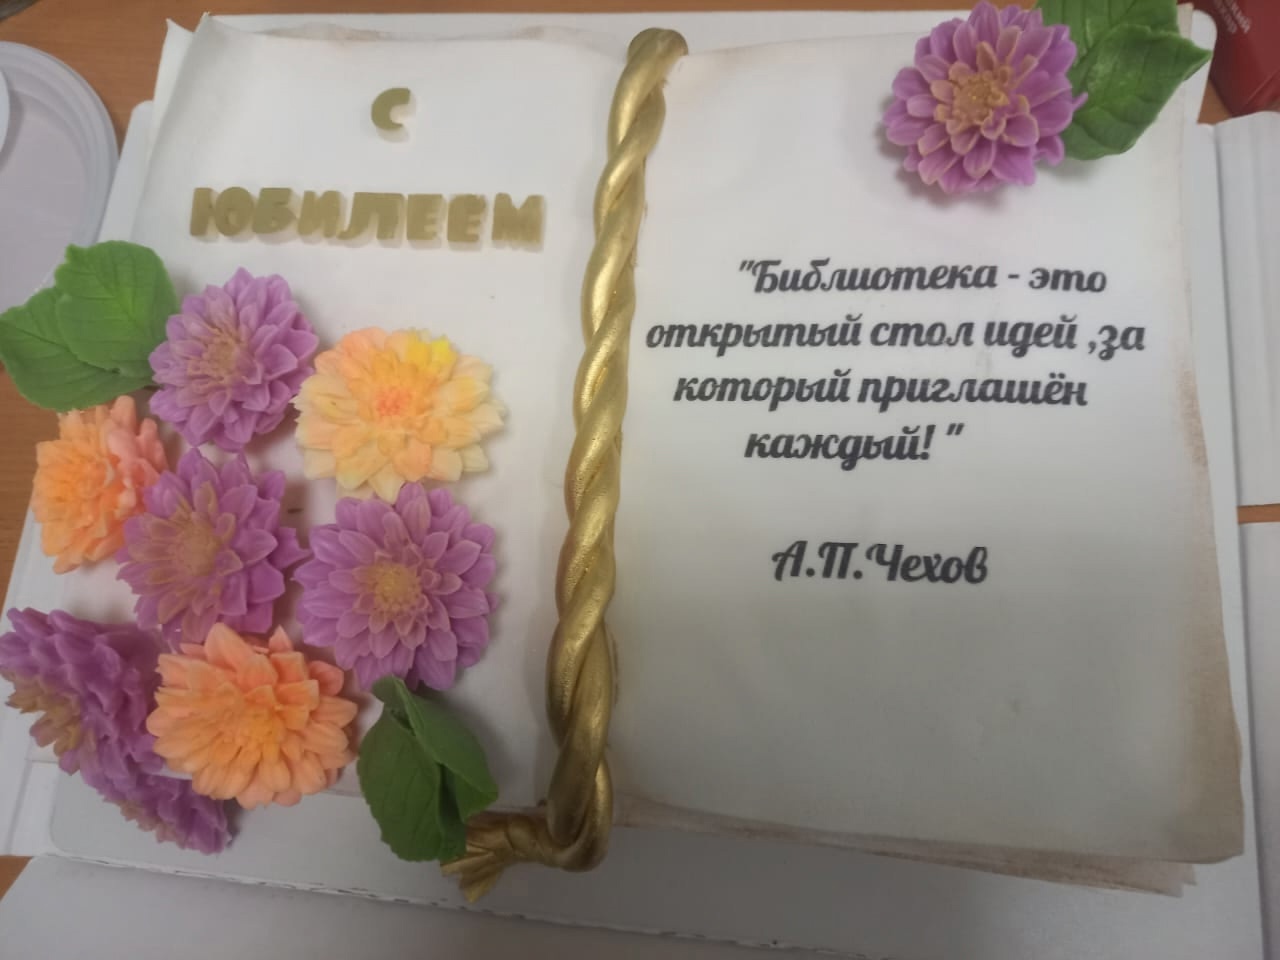 С
ЮБИЛЕЕМ
"Библиотека - это
открытый стол идей ,за
который приглашён
каждый! "
А.П.Чехов